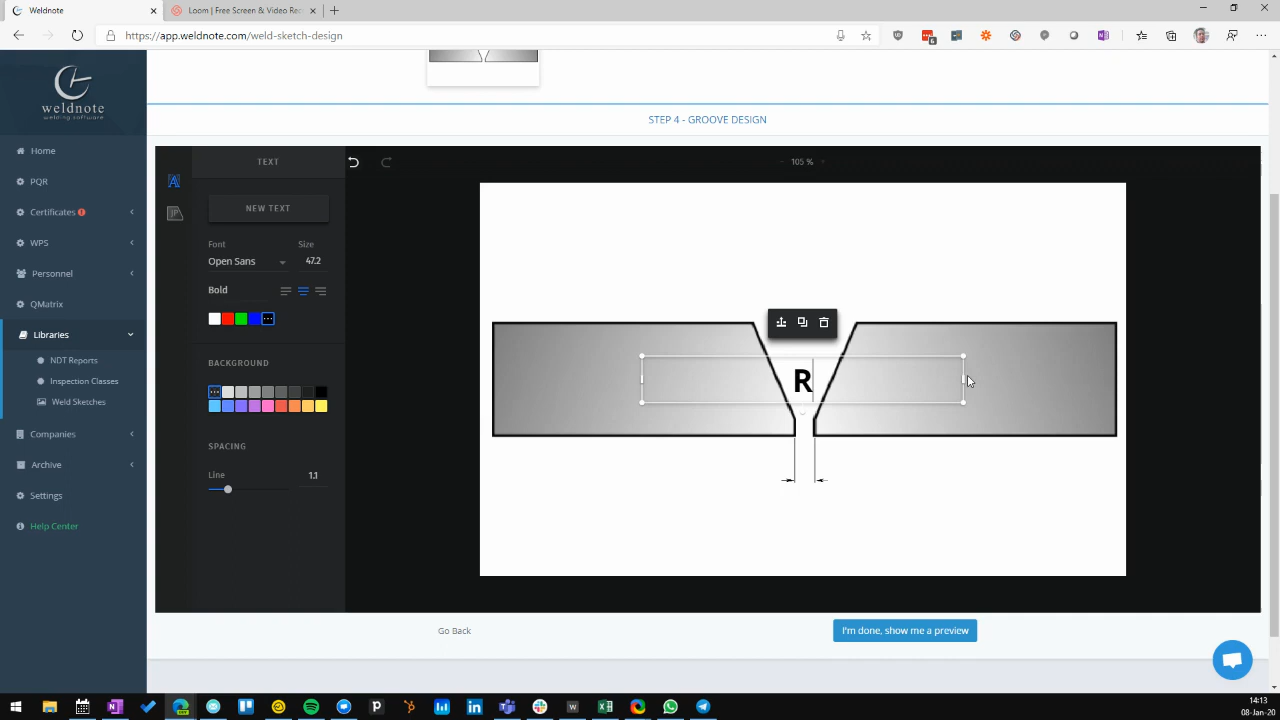 Weldnote
Loom | Free Screen & Video Rec
https://app.weldnote.com/weld-sketch-design
6
weldnote
welding software
STEP 4 - GROOVE DESIGN
Home
PQR
Certificates
WPS
Personnel
QMatrix
Libraries
NDT Reports
Inspection Classes
Weld Sketches
Companies
Archive
Settings
Help Center
TEXT
105 %
NEW TEXT
Font
Size
Open Sans
47.2
Bold
BACKGROUND
SPACING
Line
1.1
R
Go Back
I'm done, show me a preview
14:13
08-Jan-20